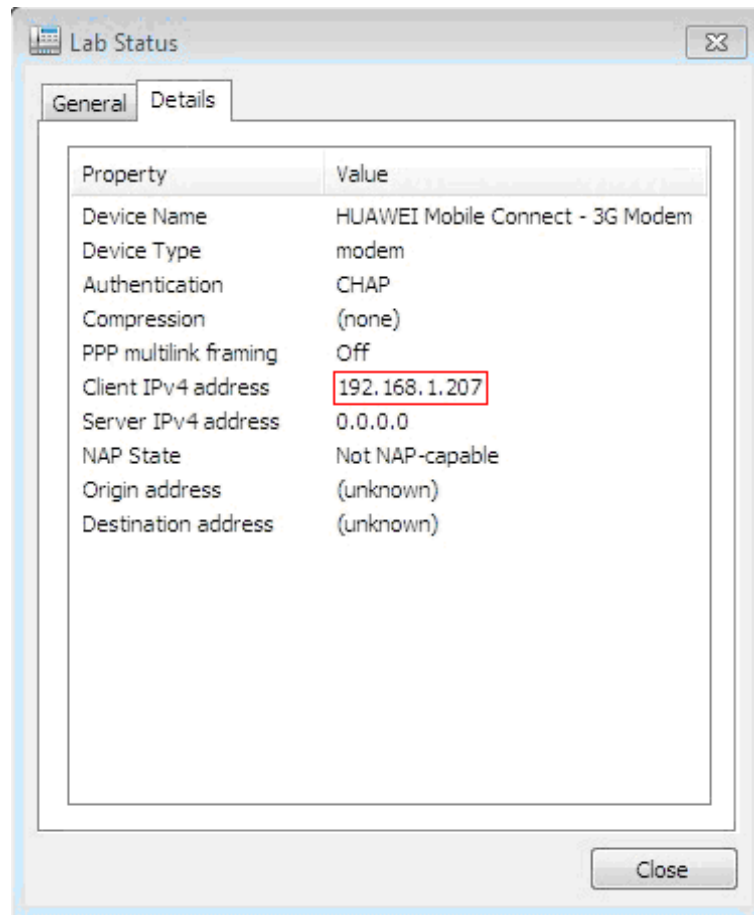 Lab Status
General Details
Property Value
Device Name HUAWEI Mobile Connect - 3G Modem
Device Type modem
Authentication CHAP
Compression (none)
PPP multilink framing Off
Client IPv4 address 192.168.1.207
Server IPv4 address 0.0.0.0
NAP State Not NAP-capable
Origin address (unknown)
Destination address (unknown)
Close